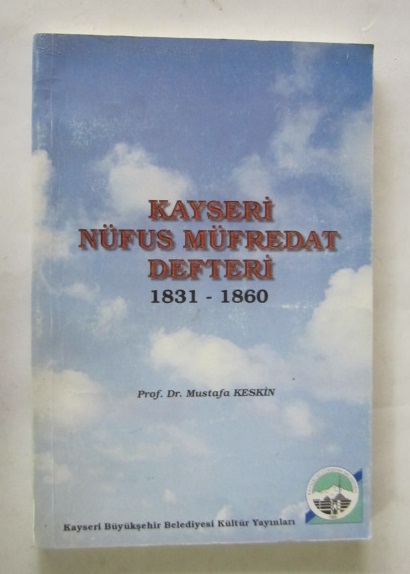 KAYSERİ
NÜFUS MÜFREDAT
DEFTERİ
1831 - 1860
Prof. Dr. Mustafa KESKİN
Kayseri Büyükşehir Belediyesi Kültür Yayınları